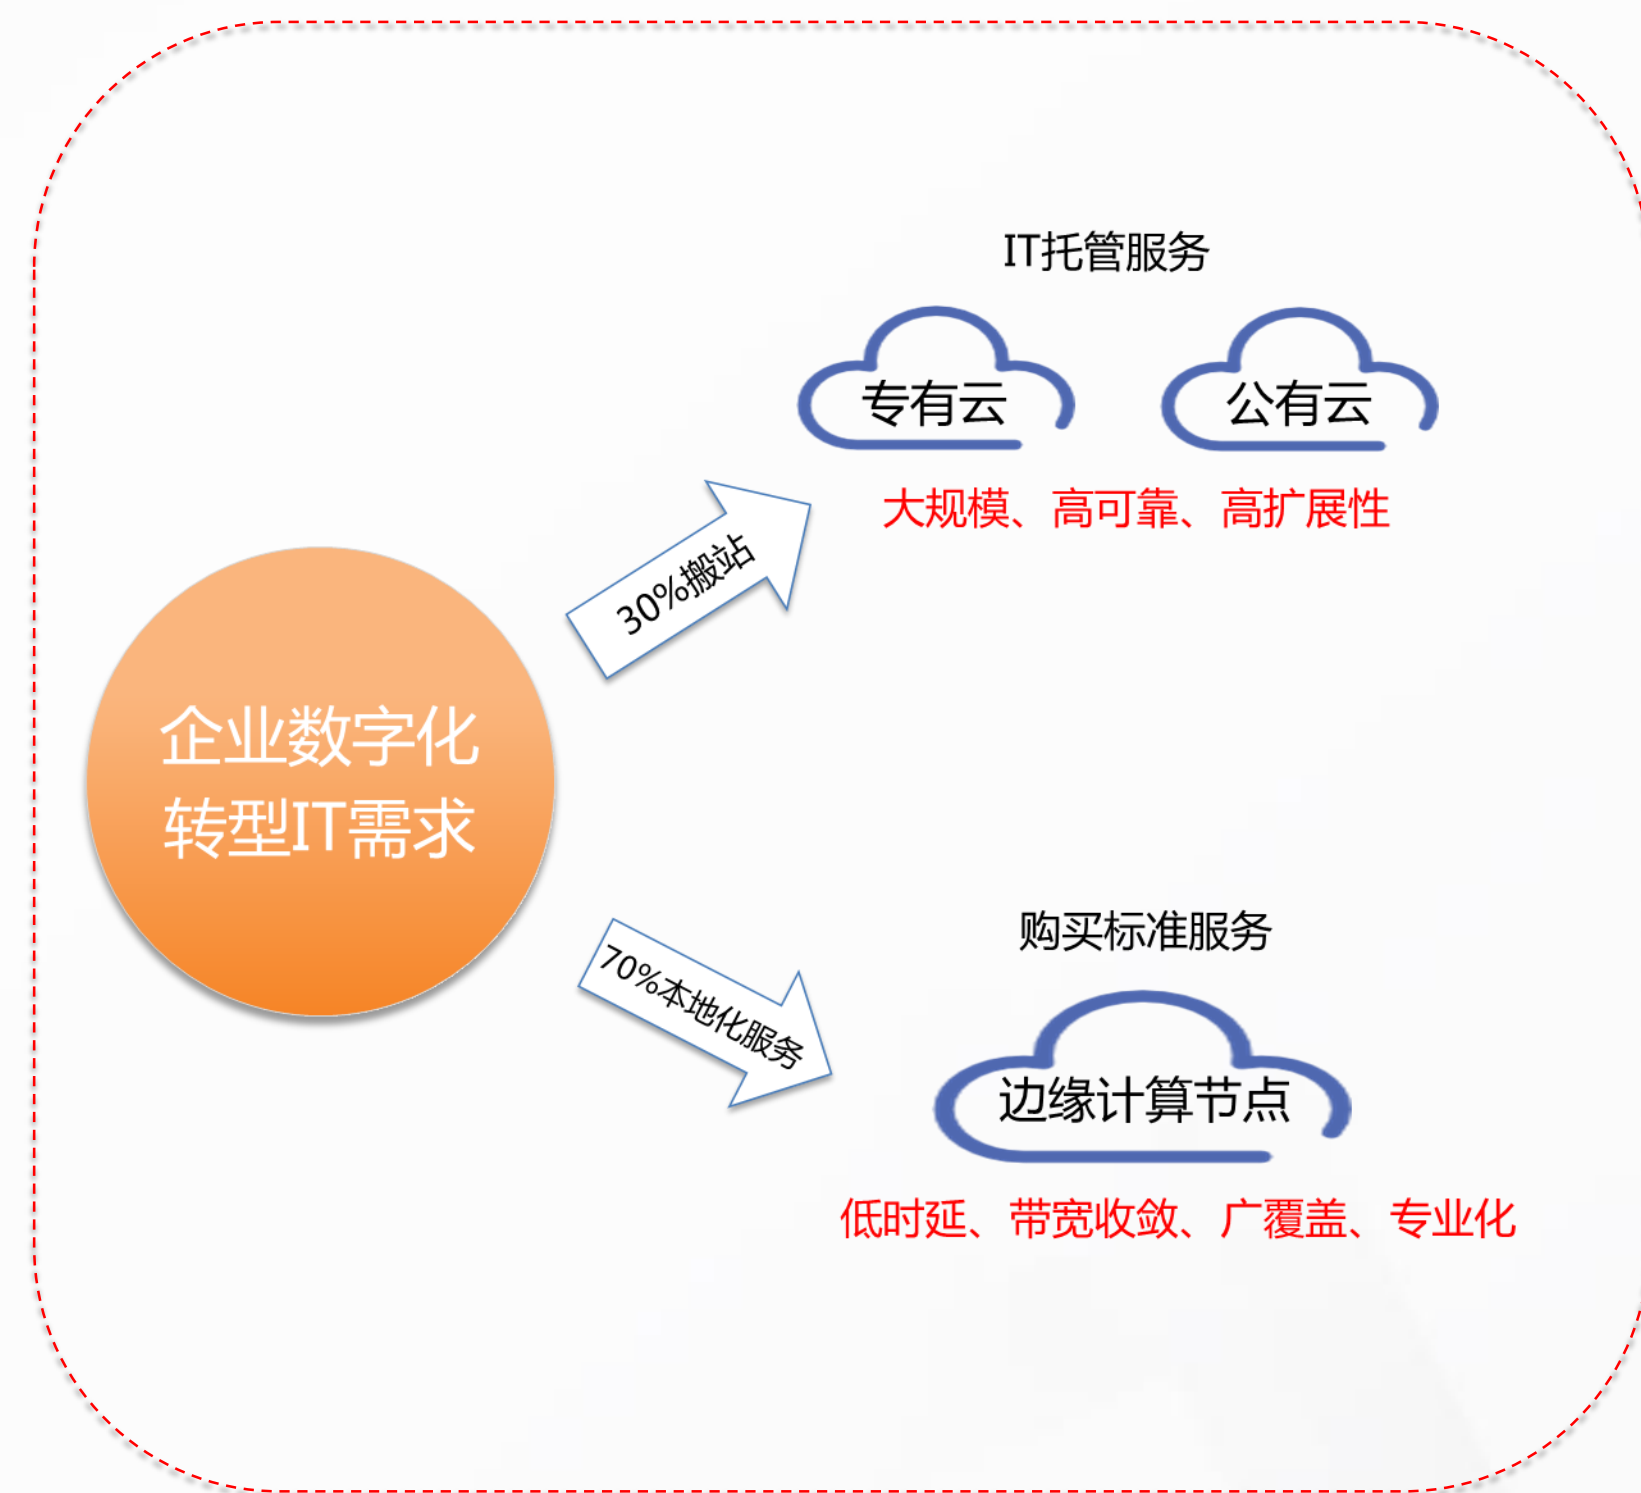 企业数字化
转型IT需求
30%搬站
IT托管服务
专有云
公有云
大规模、高可靠、高扩展性
70%本地化服务
购买标准服务
边缘计算节点
低时延、带宽收敛、广覆盖、专业化